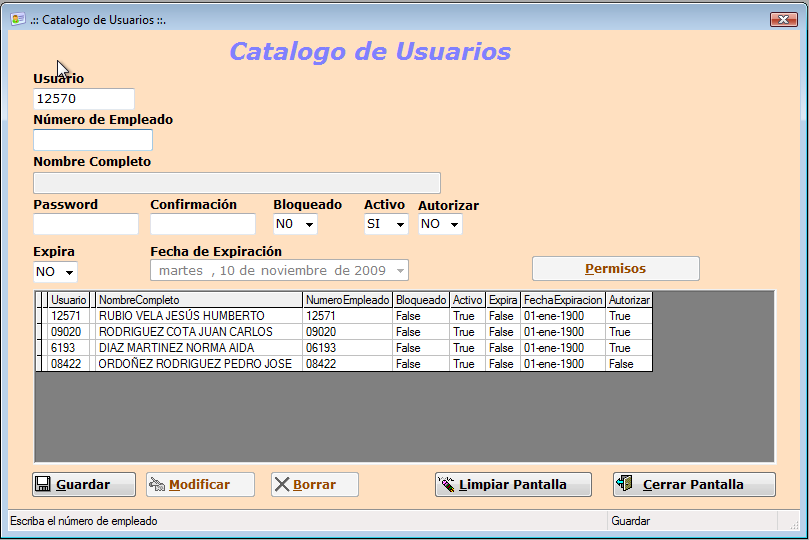 .:: Catalogo de Usuarios ::.
Catalogo de Usuarios
Usuario
12570
Número de Empleado
Nombre Completo
Password Confirmación Bloqueado Activo Autorizar
N0 SI NO
Expira Fecha de Expiración
NO martes , 10 de noviembre de 2009 Permisos
Usuario NombreCompleto NumeroEmpleado Bloqueado Activo Expira FechaExpiracion Autorizar
12571 RUBIO VELA JESÚS HUMBERTO 12571 False True False 01-ene-1900 True
09020 RODRIGUEZ COTA JUAN CARLOS 09020 False True False 01-ene-1900 True
6193 DIAZ MARTINEZ NORMA AIDA 06193 False True False 01-ene-1900 True
08422 ORDOÑEZ RODRIGUEZ PEDRO JOSE 08422 False True False 01-ene-1900 False
Guardar Modificar Borrar Limpiar Pantalla Cerrar Pantalla
Escriba el número de empleado Guardar